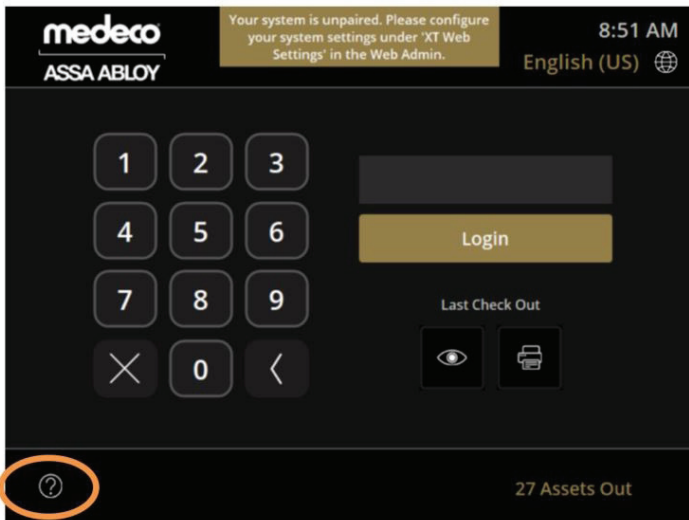 medeco
ASSA ABLOY
Your system is unpaired. Please configure
your system settings under 'XT Web
Settings' in the Web Admin.
8:51 AM
English (US)
1 2 3
4 5 6
7 8 9
0
Login
Last Check Out
?
27 Assets Out